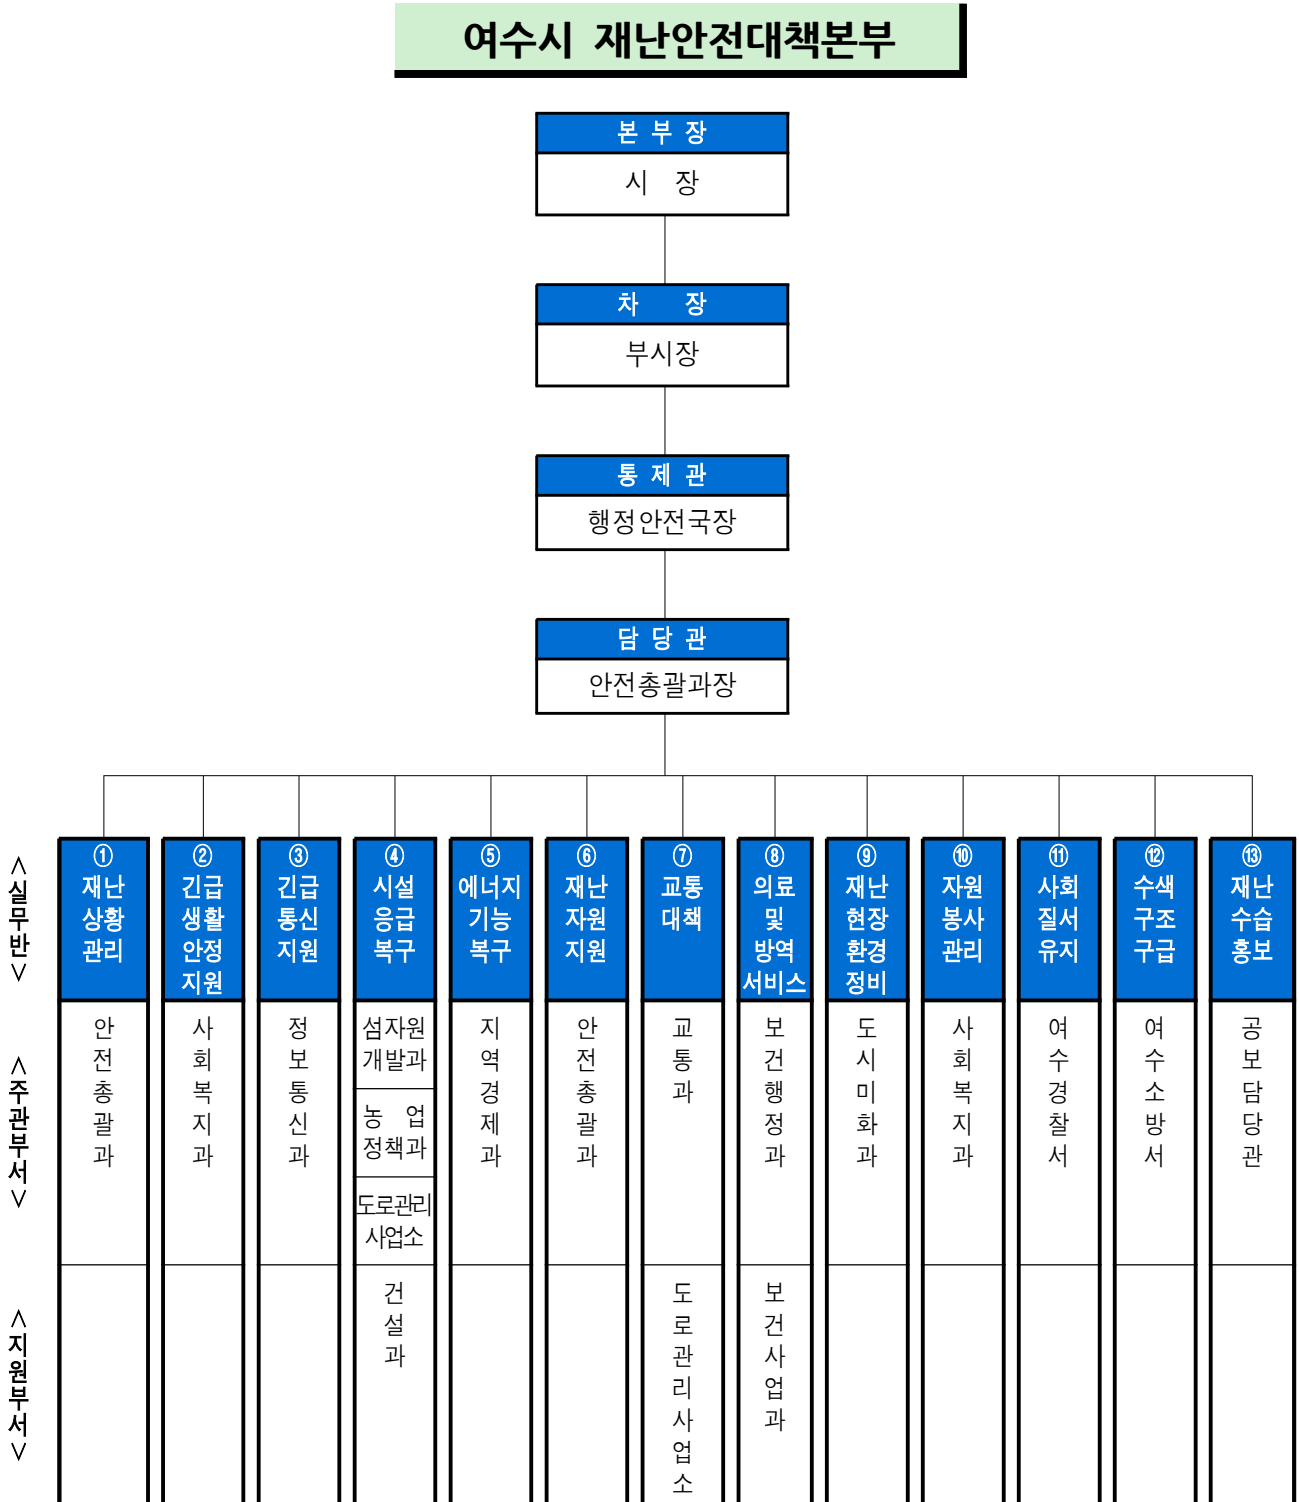 여수시 재난안전대책본부
본 부 장
시 장
차 장
부시장
통 제 관
행정안전국장
담 당 관
안전총괄과장
<실무반>
①
재난
상황
관리
②
긴급
생활
안정
지원
③
긴급
통신
지원
④
시설
응급
복구
⑤
에너지
기능
복구
⑥
재난
자원
지원
⑦
교통
대책
⑧
의료
및
방역
서비스
⑨
재난
현장
환경
정비
⑩
자원
봉사
관리
⑪
사회
질서
유지
⑫
수색
구조
구급
⑬
재난
수습
홍보
<주관부서>
안전총괄과
사회복지과
정보통신과
섬자원
개발과
농 업
정책과
도로관리
사업소
지역경제과
안전총괄과
교통과
보건행정과
도시미화과
사회복지과
여수경찰서
여수소방서
공보담당관
<지원부서>
건설과
도로관리사업소
보건사업과